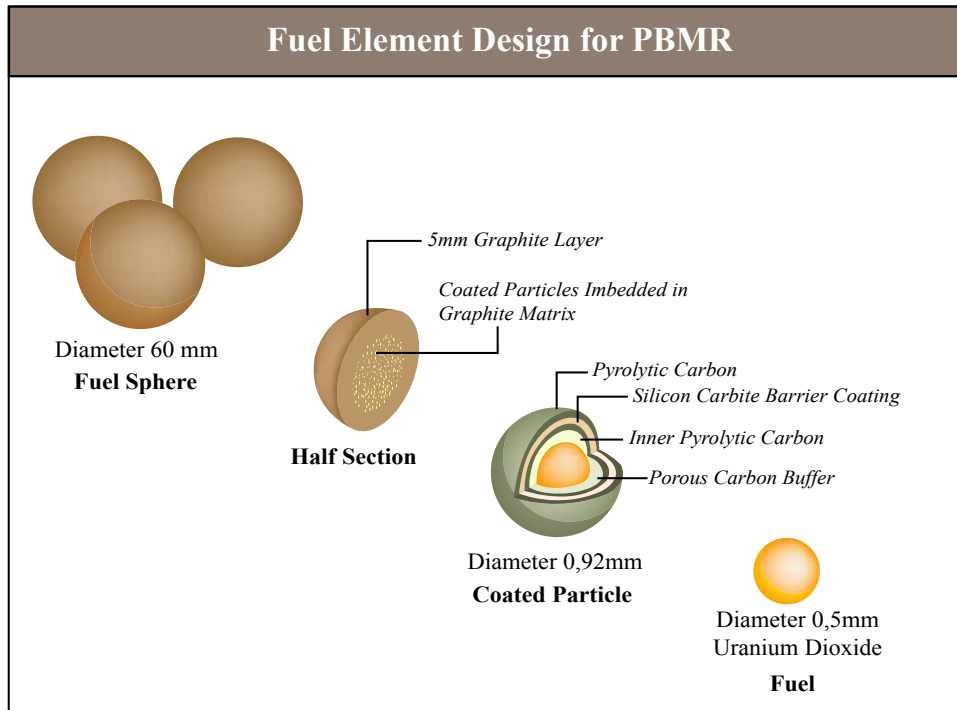 Fuel Element Design for PBMR
5mm Graphite Layer
Coated Particles Imbedded in
Graphite Matrix
Diameter 60 mm
Fuel Sphere
Half Section
Pyrolytic Carbon
Silicon Carbite Barrier Coating
Inner Pyrolytic Carbon
Porous Carbon Buffer
Diameter 0,92mm
Coated Particle
Diameter 0,5mm
Uranium Dioxide
Fuel